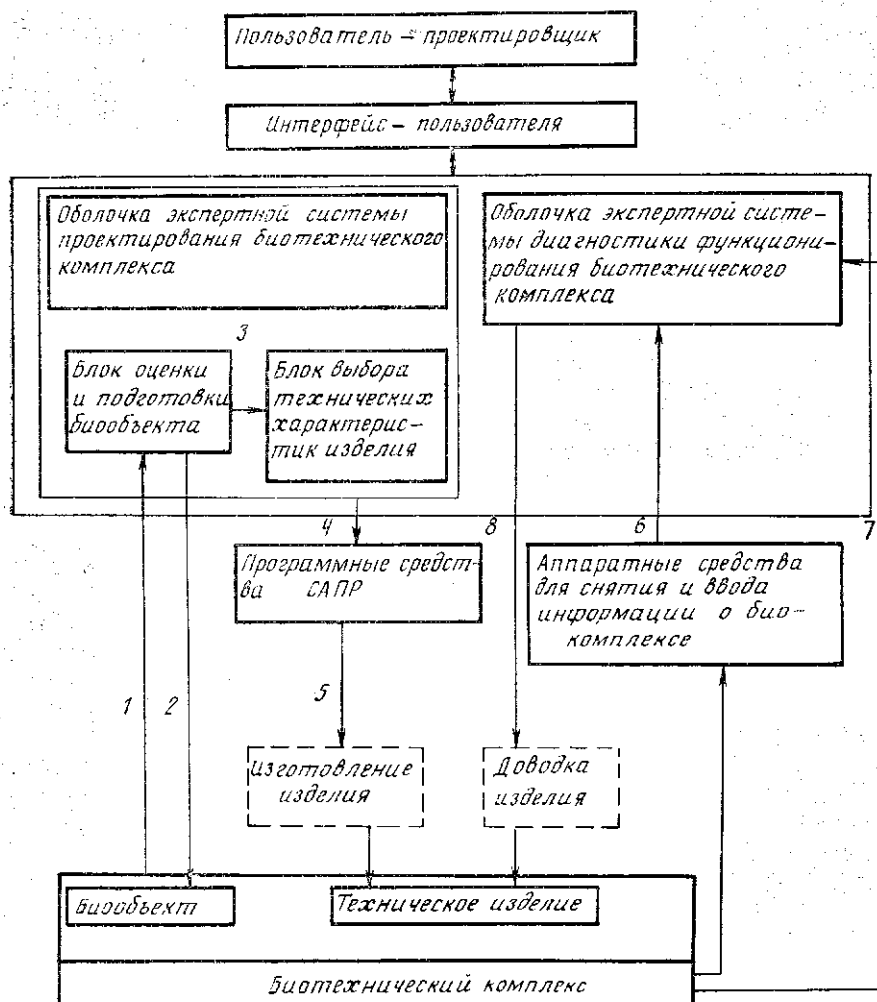 Пользователь – проектировщик
Интерфейс – пользователя
Оболочка экспертной системы
проектирования биотехнического
комплекса
Оболочка экспертной систе-
мы диагностики функциони-
рования биотехнического
комплекса
3
Блок оценки
и подготовки
биообъекта
Блок выбора
технических
характерис-
тик изделия
4
8
6
7
Программные средст-
ва САПР
Аппаратные средства
для снятия и ввода
информации о био-
комплексе
1
2
5
Изготовление
изделия
Доводка
изделия
Биообъект
Техническое изделие
Биотехнический комплекс